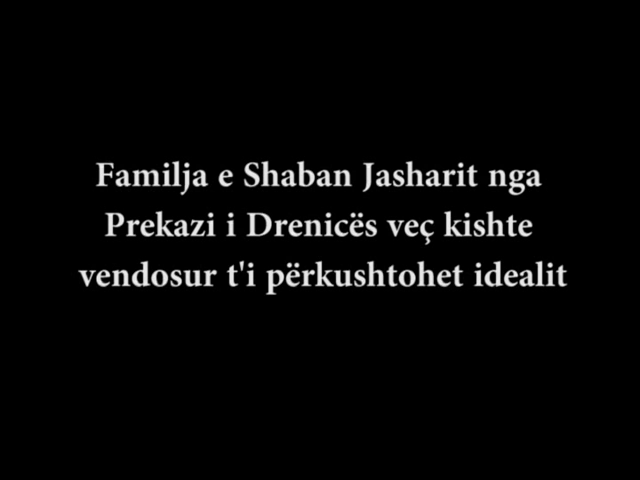 Familja e Shaban Jasharit nga
Prekazi i Drenicës veç kishte
vendosur t'i përkushtohet idealit